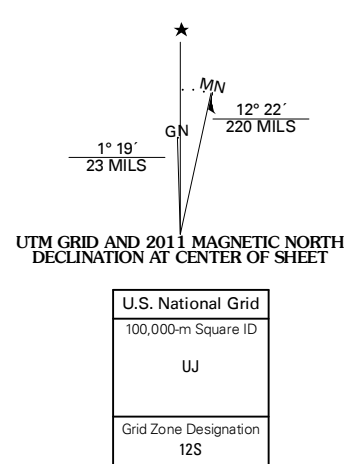 ★
MN
GN
12° 22´
220 MILS
1° 19´
23 MILS
UTM GRID AND 2011 MAGNETIC NORTH
DECLINATION AT CENTER OF SHEET
U.S. National Grid
100,000-m Square ID
UJ
Grid Zone Designation
12S